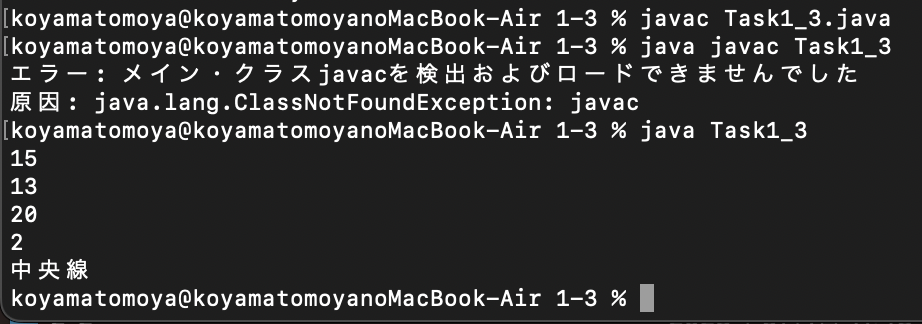 [koyamatomoya@koyamatomoyanoMacBook-Air 1-3 % javac Task1_3.java
[koyamatomoya@koyamatomoyanoMacBook-Air 1-3 % java javac Task1_3
エラー: メイン・クラスjavacを検出およびロードできませんでした
原因: java.lang.ClassNotFoundException: javac
[koyamatomoya@koyamatomoyanoMacBook-Air 1-3 % java Task1_3
15
13
20
2
中央線
koyamatomoya@koyamatomoyanoMacBook-Air 1-3 %